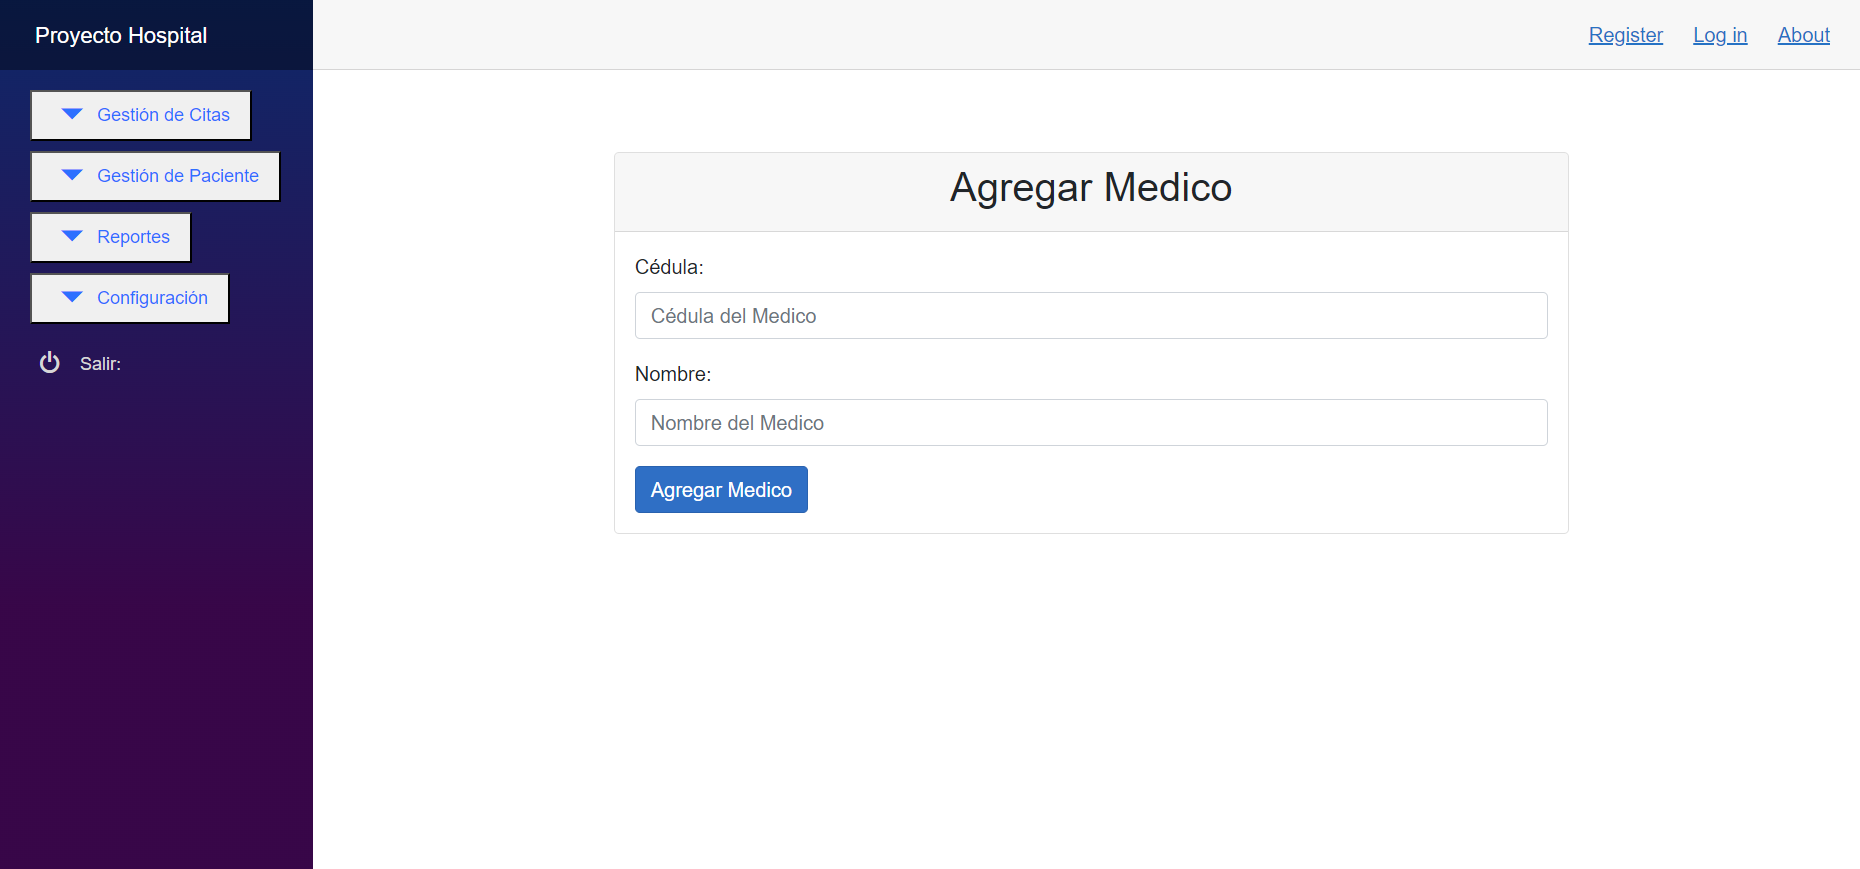 Proyecto Hospital
Register Log in About
Gestión de Citas
Gestión de Paciente
Reportes
Configuración
Salir:
Agregar Medico
Cédula:
Cédula del Medico
Nombre:
Nombre del Medico
Agregar Medico